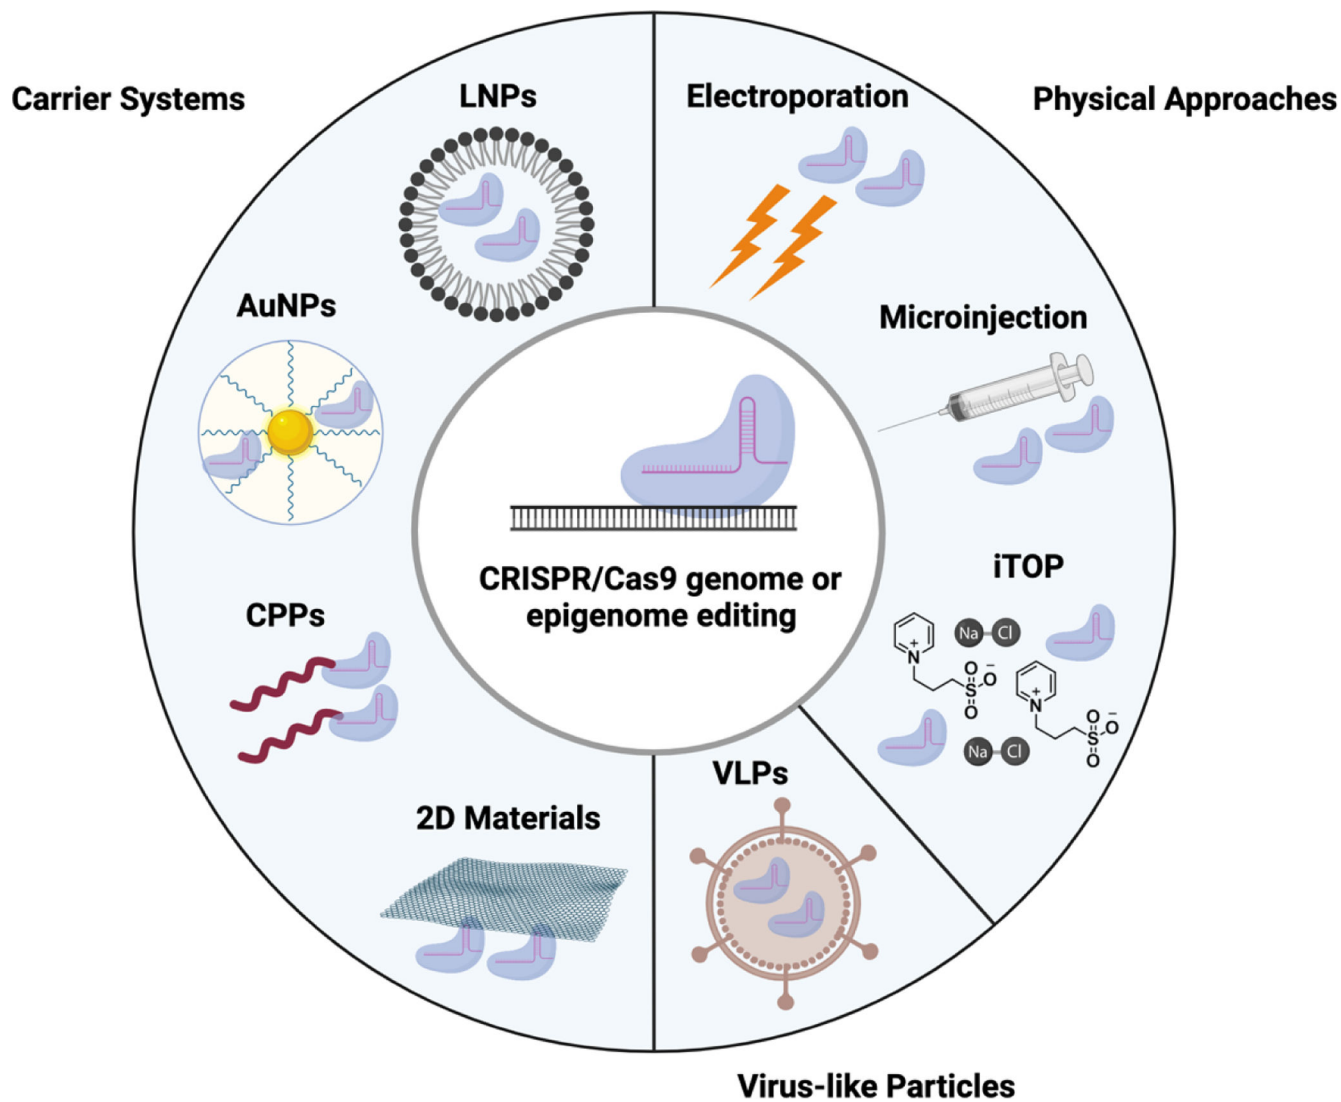 Carrier Systems
LNPs
Electroporation
Physical Approaches
AuNPs
Microinjection
CRISPR/Cas9 genome or
epigenome editing
iTOP
CPPs
Na Cl
N + S O O O −
N + S O O O −
Na Cl
VLPs
2D Materials
Virus-like Particles